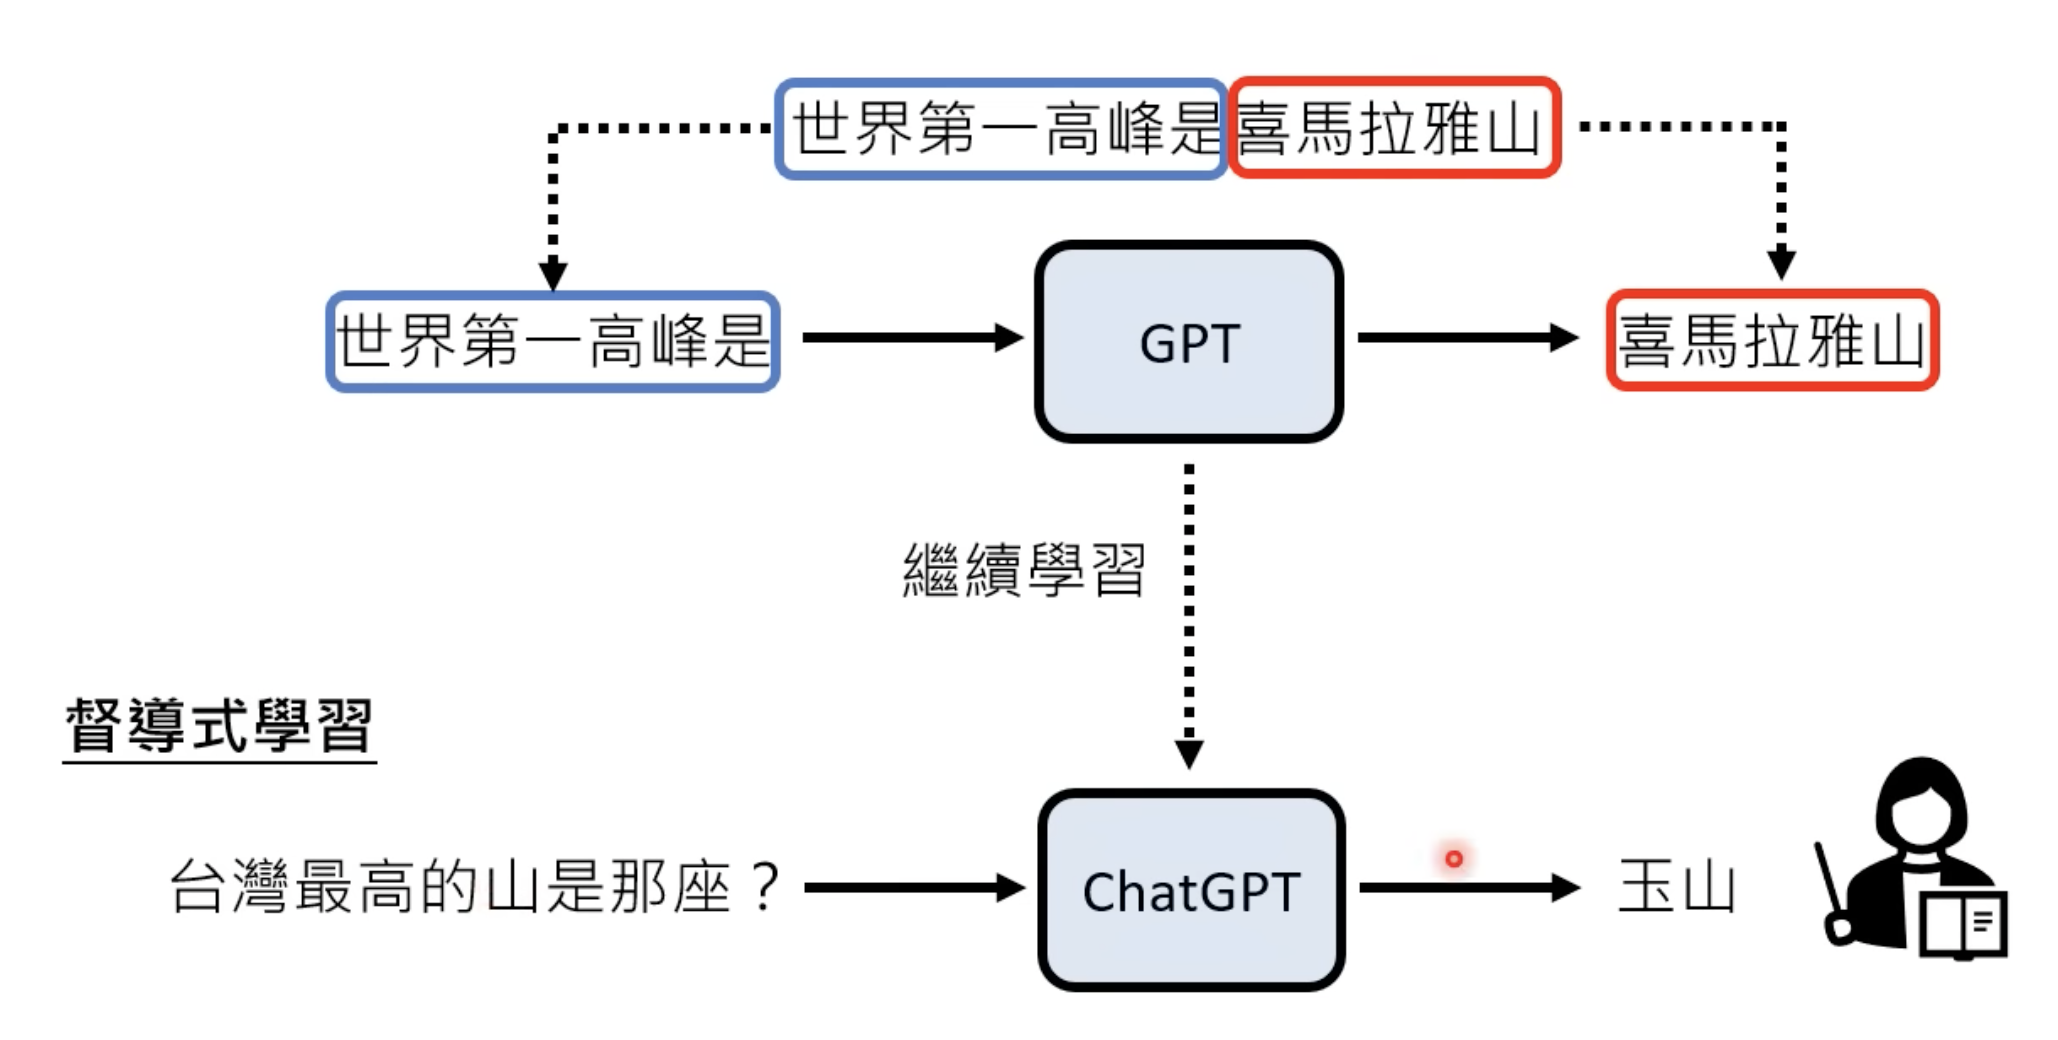 世界第一高峰是喜馬拉雅山
世界第一高峰是
GPT
喜馬拉雅山
繼續學習
督導式學習
台灣最高的山是那座？
ChatGPT
玉山